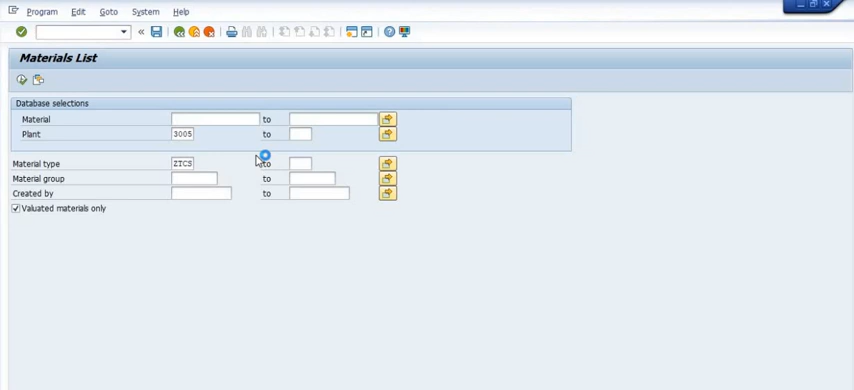 Program Edit Goto System Help
Materials List
Database selections
Material to
Plant 3005 to
Material type ZTCS to
Material group to
Created by to
Valuated materials only